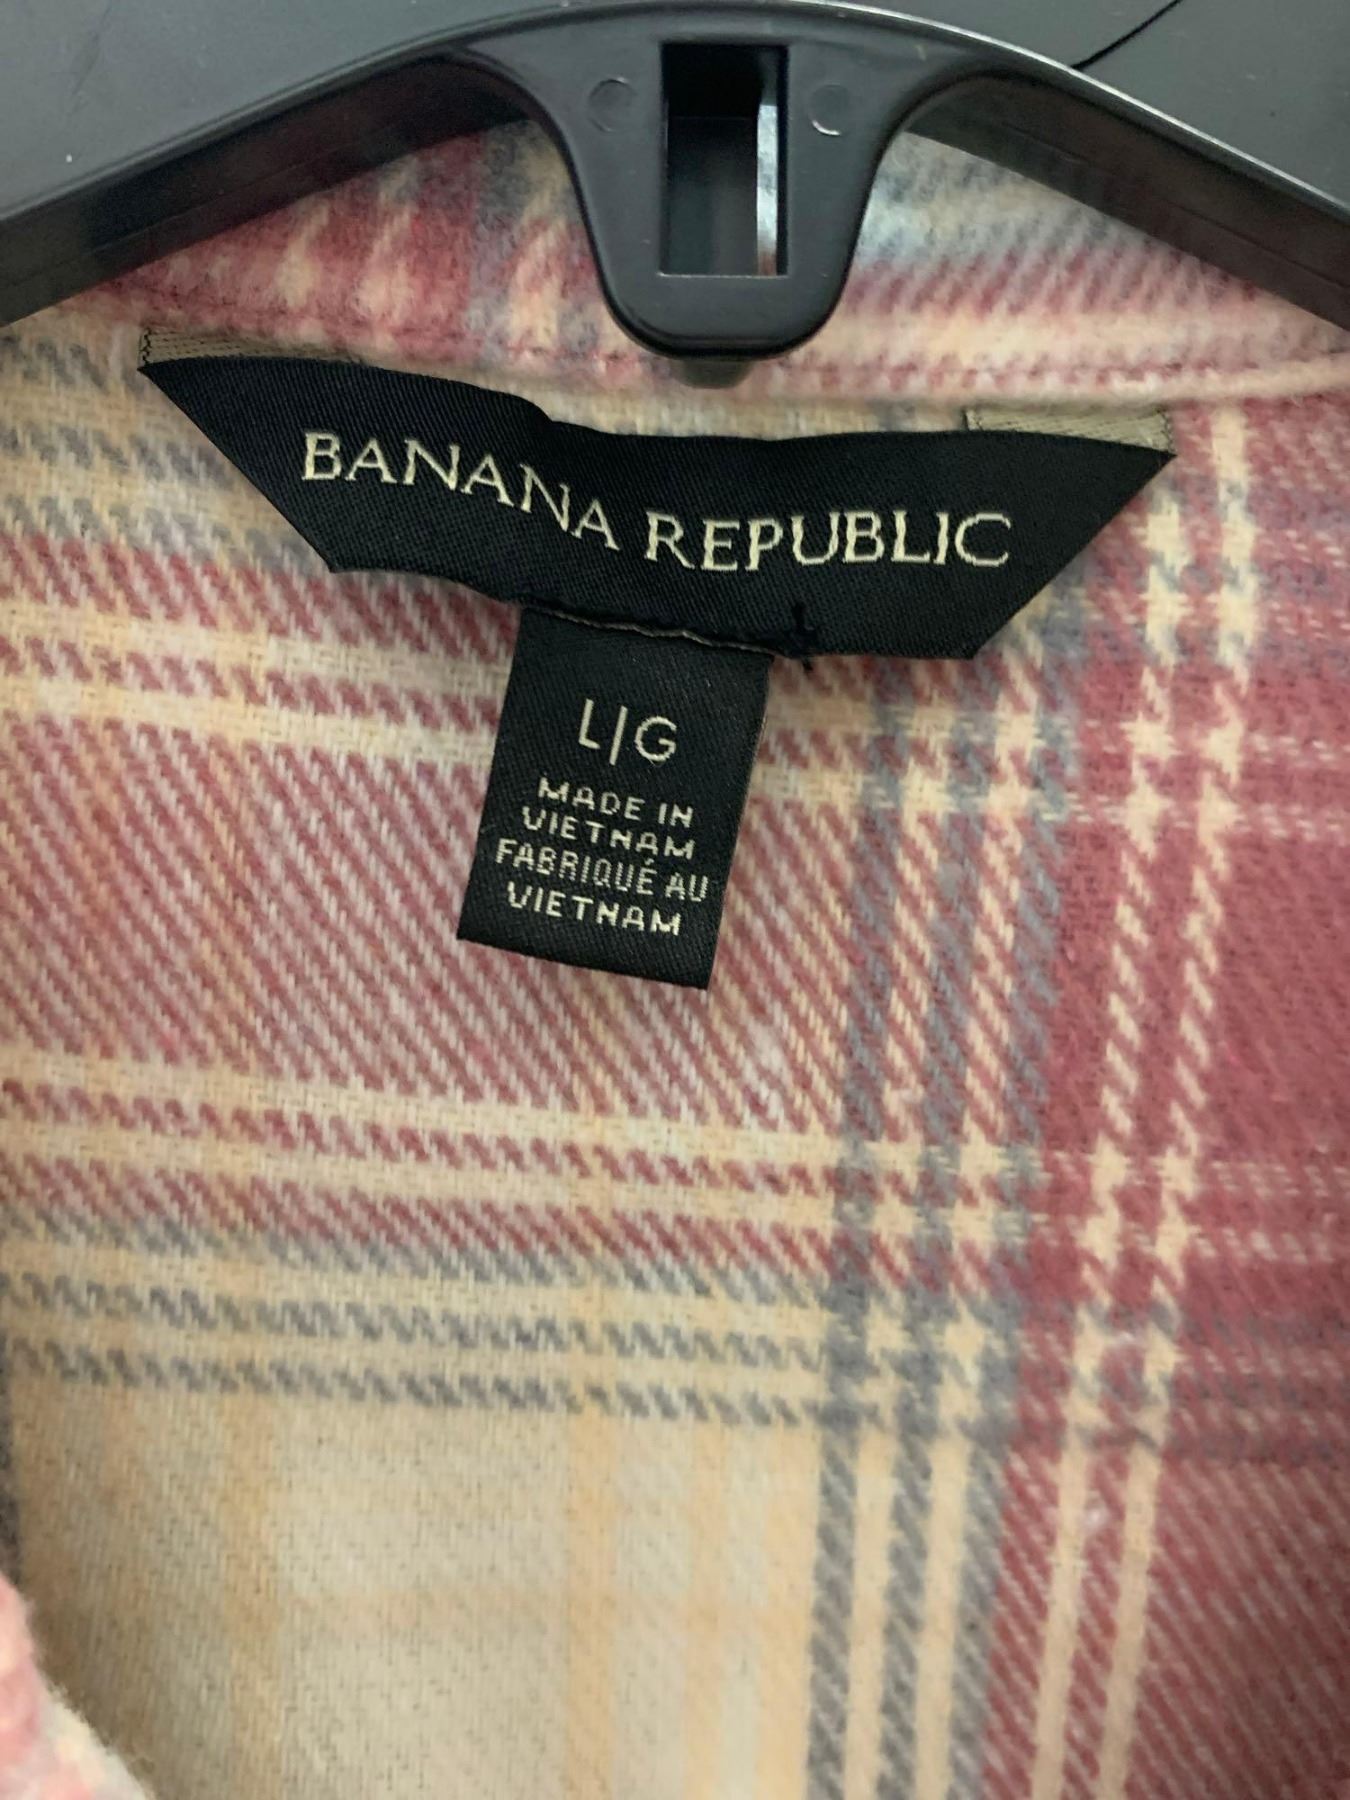 BANANA REPUBLIC
L|G
MADE IN
VIETNAM
FABRIQUÉ AU
VIETNAM